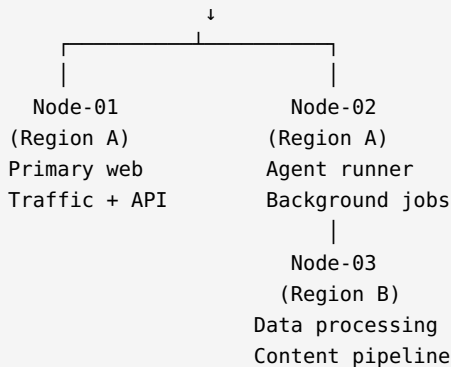 ↓
Node-01 Node-02
(Region A) (Region A)
Primary web Agent runner
Traffic + API Background jobs
Node-03
(Region B)
Data processing
Content pipeline